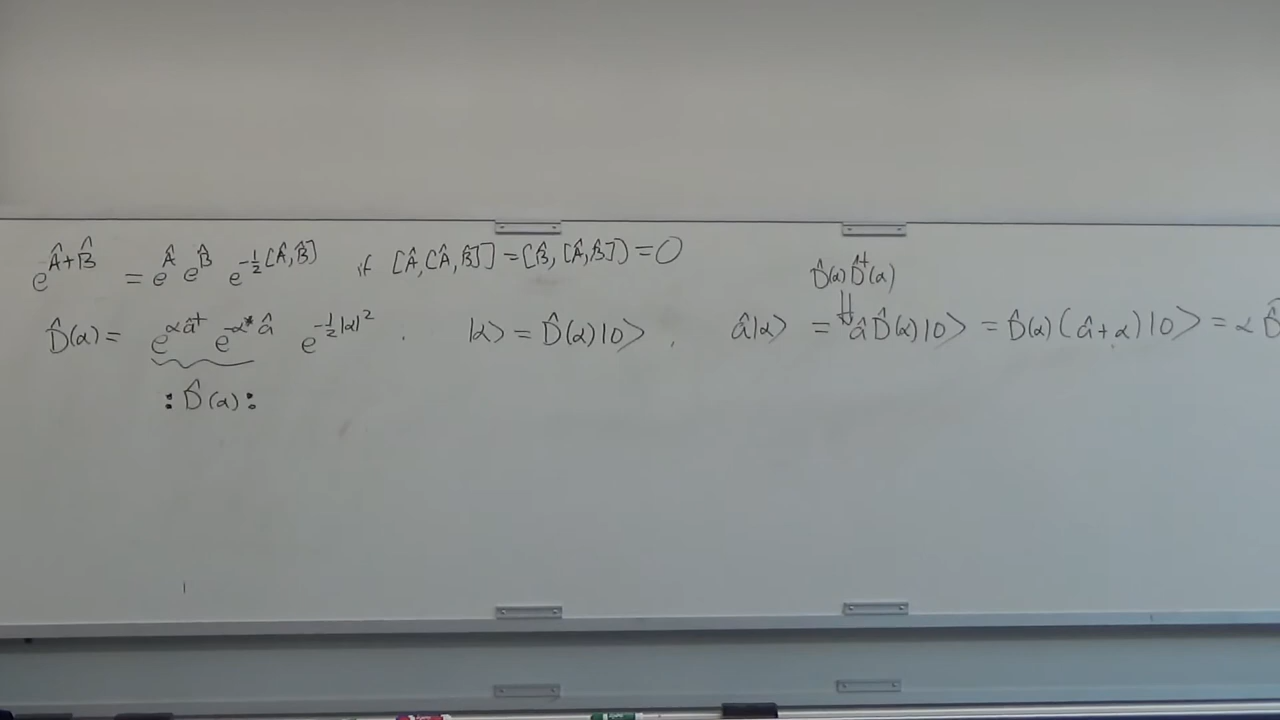 e^{Â+B̂} = e^{Â} e^{B̂} e^{-½[Â,B̂]} if [Â,[Â,B̂]] = [B̂,[Â,B̂]] = 0
D̂(α)D̂†(α)
D̂(α) = e^{αâ†} e^{-α*â} e^{-½|α|²} . |α> = D̂(α)|0> , â|α> = âD̂(α)|0> = D̂(α)(â+α)|0> = α D̂
:D̂(α):